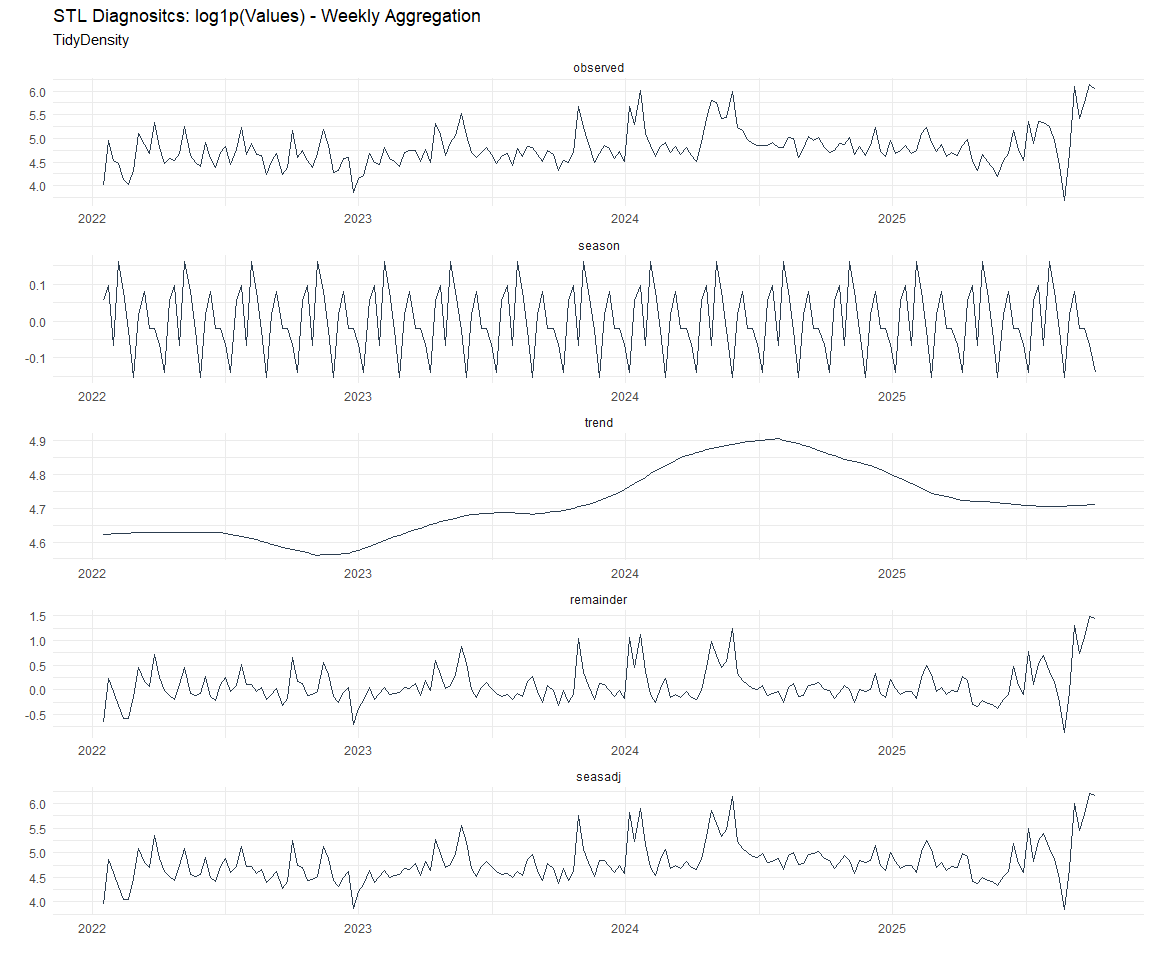 STL Diagnositcs: log1p(Values) - Weekly Aggregation
TidyDensity
observed
6.0
5.5
5.0
4.5
4.0
2022 2023 2024 2025
season
0.1
0.0
-0.1
2022 2023 2024 2025
trend
4.9
4.8
4.7
4.6
2022 2023 2024 2025
remainder
1.5
1.0
0.5
0.0
-0.5
2022 2023 2024 2025
seasadj
6.0
5.5
5.0
4.5
4.0
2022 2023 2024 2025